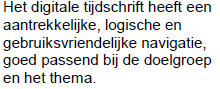 Het digitale tijdschrift heeft een
aantrekkelijke, logische en
gebruiksvriendelijke navigatie,
goed passend bij de doelgroep
en het thema.